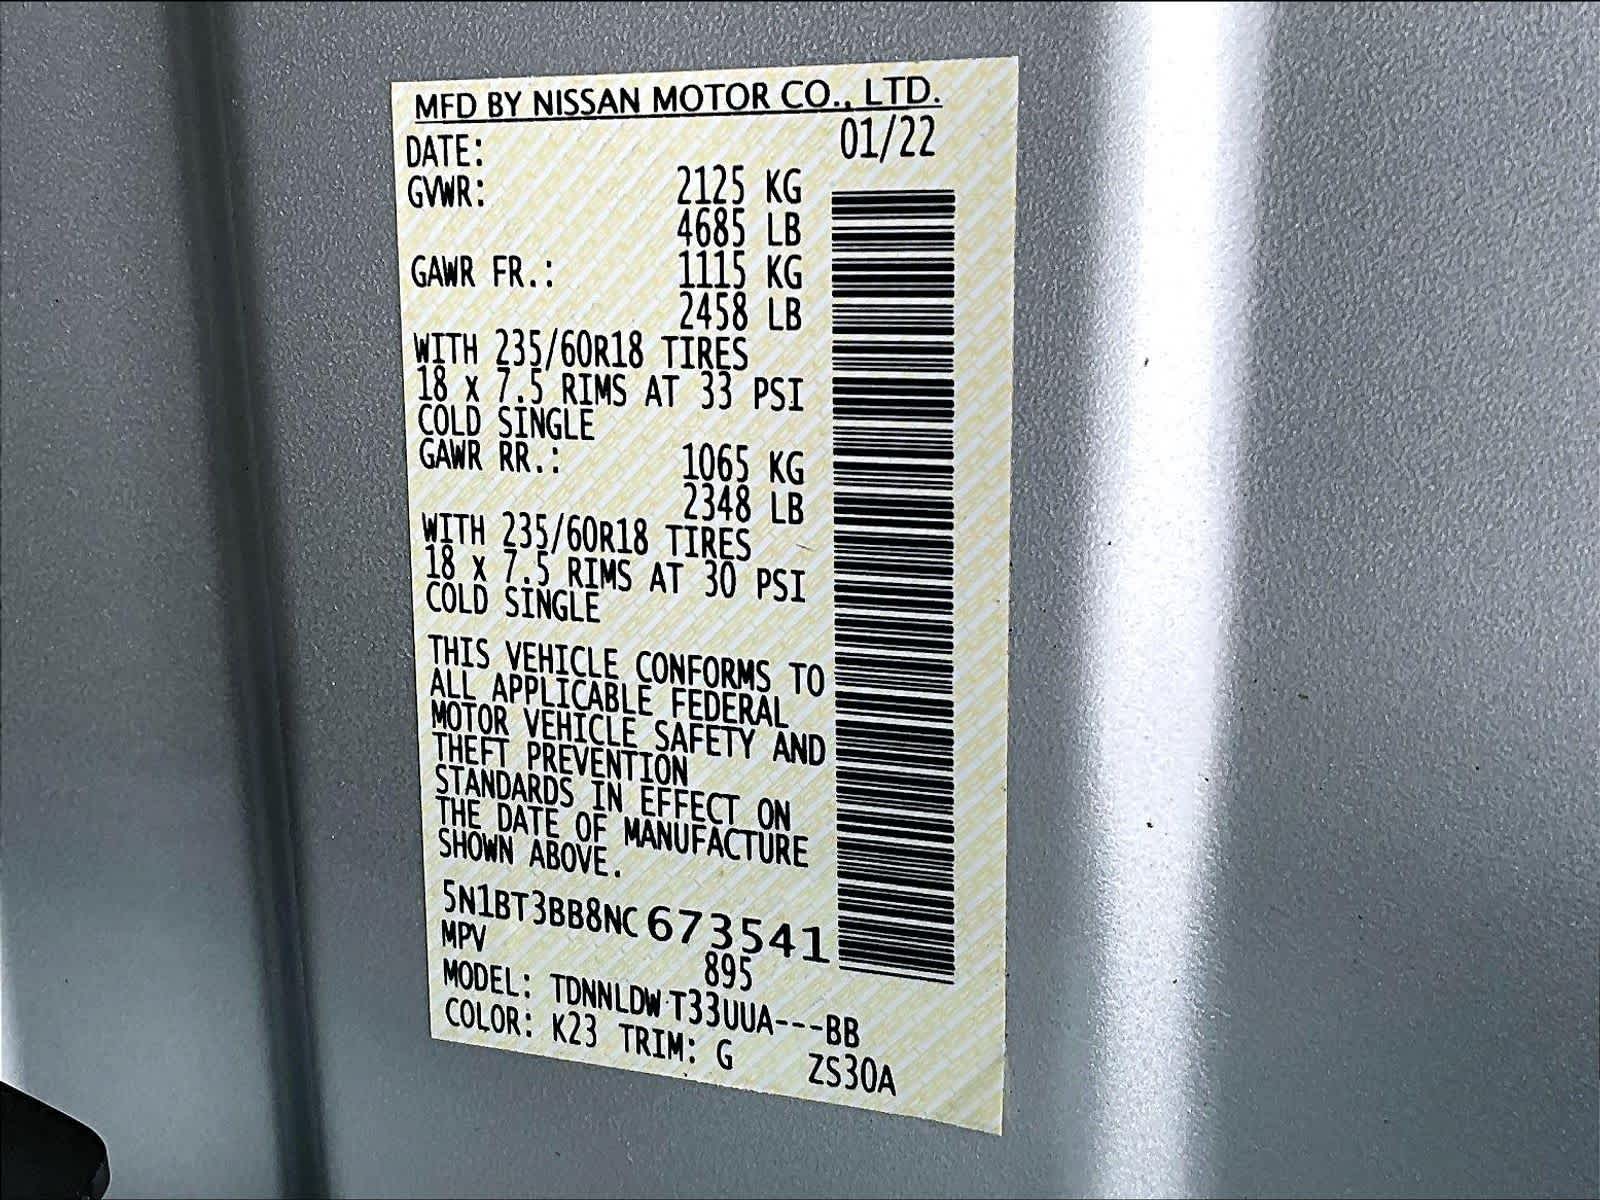 MFD BY NISSAN MOTOR CO., LTD.
DATE: 01/22
GVWR: 2125 KG
4685 LB
GAWR FR.: 1115 KG
2458 LB
WITH 235/60R18 TIRES
18 x 7.5 RIMS AT 33 PSI
COLD SINGLE
GAWR RR.: 1065 KG
2348 LB
WITH 235/60R18 TIRES
18 x 7.5 RIMS AT 30 PSI
COLD SINGLE
THIS VEHICLE CONFORMS TO
ALL APPLICABLE FEDERAL
MOTOR VEHICLE SAFETY AND
THEFT PREVENTION
STANDARDS IN EFFECT ON
THE DATE OF MANUFACTURE
SHOWN ABOVE.
5N1BT3BB8NC673541
MPV 895
MODEL: TDNNLDW T33UUA---BB
COLOR: K23 TRIM: G ZS30A